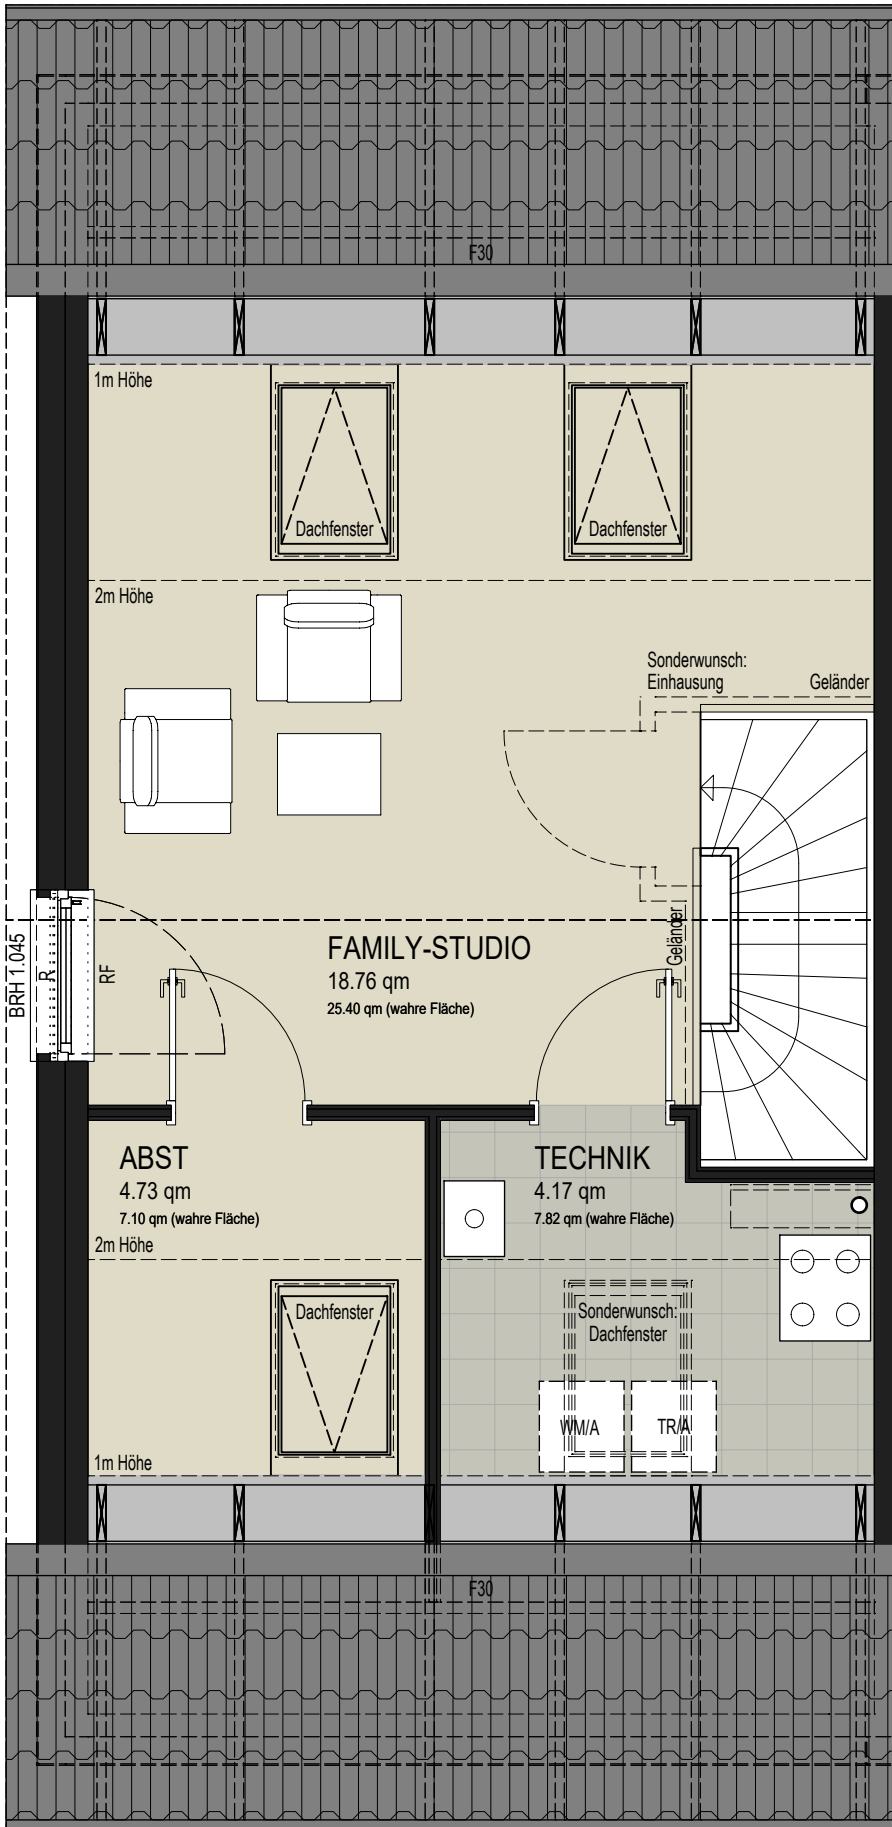 F30
1m Höhe
Dachfenster
Dachfenster
2m Höhe
Sonderwunsch:
Einhausung
Geländer
BRH 1.045
R
RF
FAMILY-STUDIO
18.76 qm
25.40 qm (wahre Fläche)
Geländer
ABST
4.73 qm
7.10 qm (wahre Fläche)
TECHNIK
4.17 qm
7.82 qm (wahre Fläche)
2m Höhe
Dachfenster
Sonderwunsch:
Dachfenster
WM/A
TR/A
1m Höhe
F30